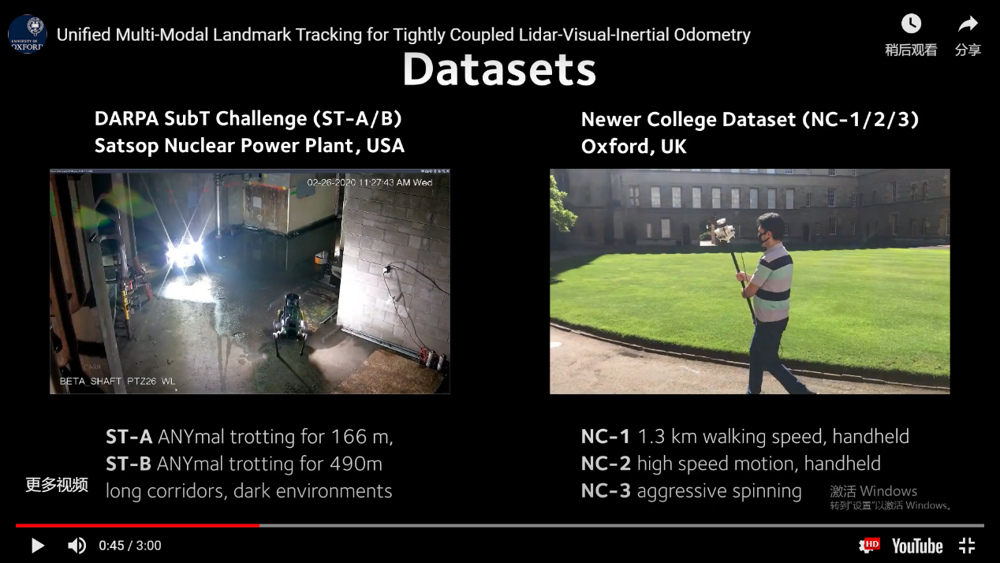 UNIVERSITY OF
OXFORD
Unified Multi-Modal Landmark Tracking for Tightly Coupled Lidar-Visual-Inertial Odometry
稍后观看
分享
Datasets
DARPA SubT Challenge (ST-A/B)
Satsop Nuclear Power Plant, USA
Newer College Dataset (NC-1/2/3)
Oxford, UK
02-26-2020 11:27:43 AM Wed
BETA_SHAFT_PTZ26_WL
ST-A ANYmal trotting for 166 m,
ST-B ANYmal trotting for 490m
long corridors, dark environments
NC-1 1.3 km walking speed, handheld
NC-2 high speed motion, handheld
NC-3 aggressive spinning
更多视频
激活 Windows
转到"设置"以激活 Windows。
0:45 / 3:00
HD
YouTube